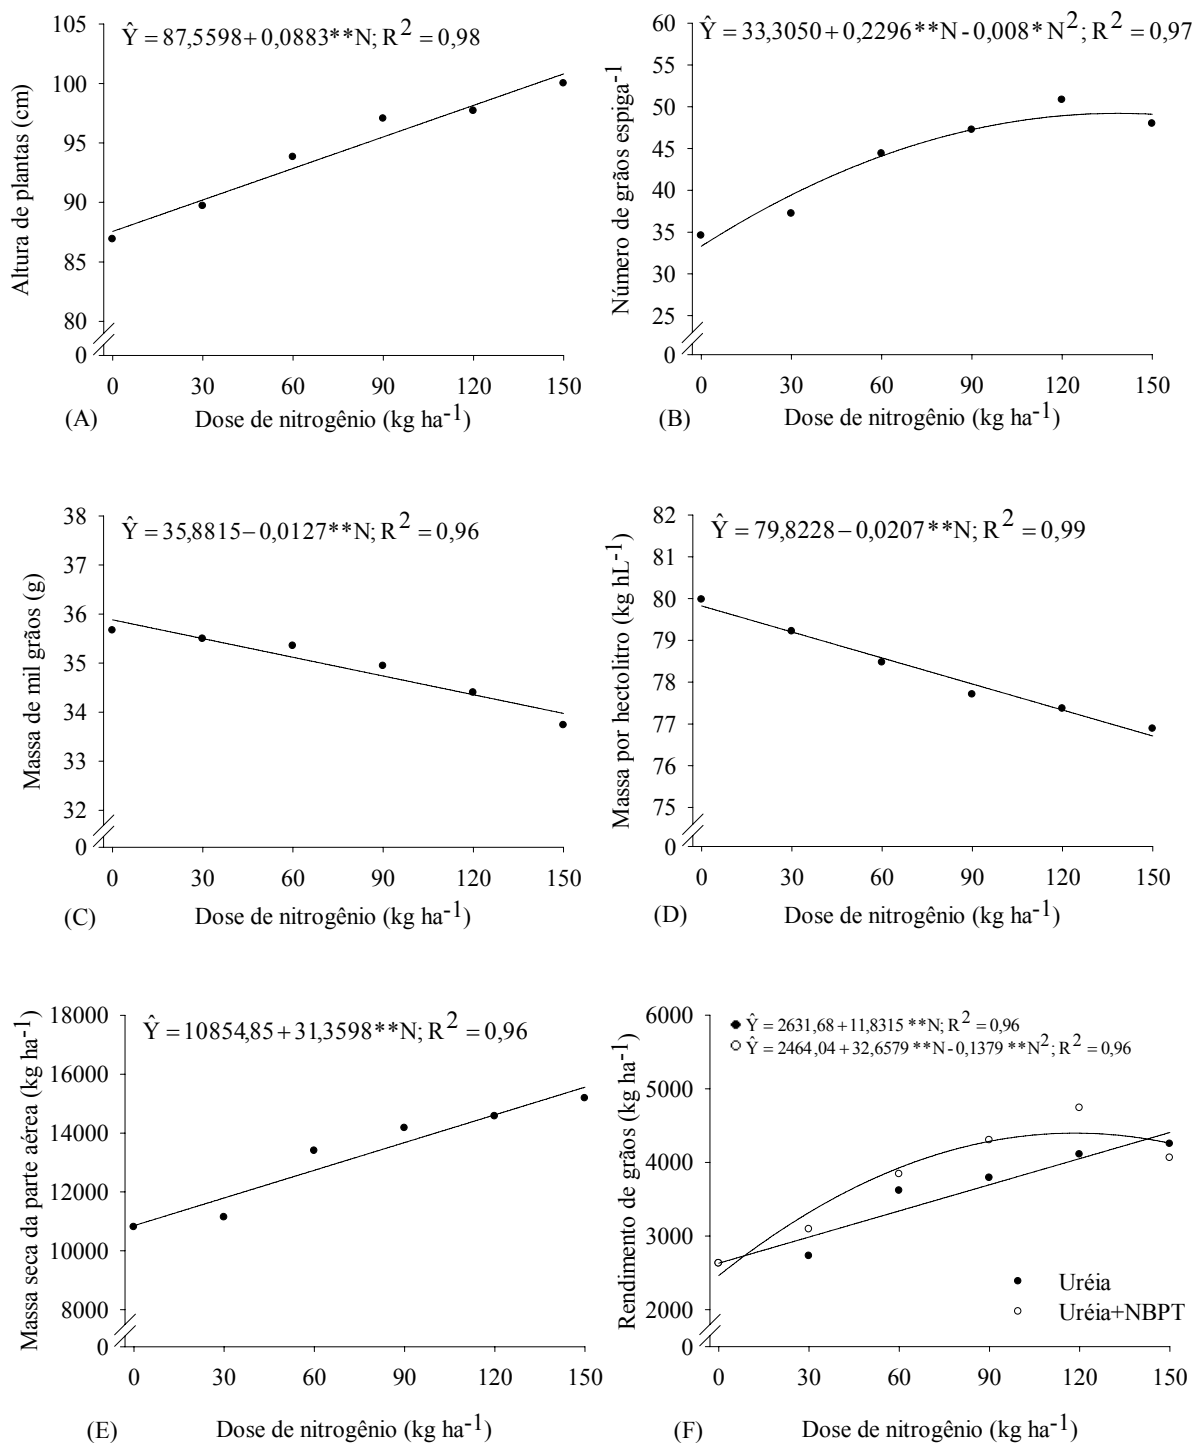 Ŷ = 87,5598 + 0,0883**N; R² = 0,98
Altura de plantas (cm)
105
100
95
90
85
80
0
0 30 60 90 120 150
(A) Dose de nitrogênio (kg ha⁻¹)
Ŷ = 33,3050 + 0,2296**N - 0,008* N²; R² = 0,97
Número de grãos espiga⁻¹
60
55
50
45
40
35
30
25
0
0 30 60 90 120 150
(B) Dose de nitrogênio (kg ha⁻¹)
Ŷ = 35,8815 – 0,0127**N; R² = 0,96
Massa de mil grãos (g)
38
37
36
35
34
33
32
0
0 30 60 90 120 150
(C) Dose de nitrogênio (kg ha⁻¹)
Ŷ = 79,8228 – 0,0207**N; R² = 0,99
Massa por hectolitro (kg hL⁻¹)
82
81
80
79
78
77
76
75
0
0 30 60 90 120 150
(D) Dose de nitrogênio (kg ha⁻¹)
Ŷ = 10854,85 + 31,3598**N; R² = 0,96
Massa seca da parte aérea (kg ha⁻¹)
18000
16000
14000
12000
10000
8000
0
0 30 60 90 120 150
(E) Dose de nitrogênio (kg ha⁻¹)
Ŷ = 2631,68 + 11,8315 **N; R² = 0,96
Ŷ = 2464,04 + 32,6579 **N - 0,1379 **N²; R² = 0,96
Rendimento de grãos (kg ha⁻¹)
6000
5000
4000
3000
2000
0
Uréia
Uréia+NBPT
0 30 60 90 120 150
(F) Dose de nitrogênio (kg ha⁻¹)